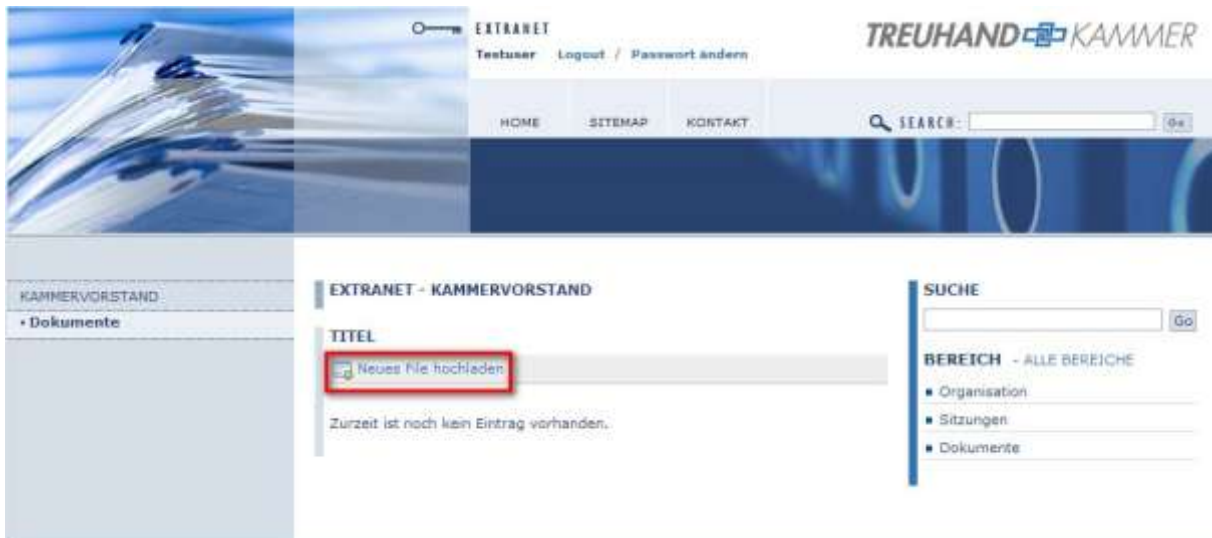 EXTRANET
Testuser Logout / Passwort ändern
TREUHAND KAMMER
HOME SITEMAP KONTAKT
SEARCH: Go
KAMMERVORSTAND
• Dokumente
EXTRANET - KAMMERVORSTAND
TITEL
Neues File hochladen
Zurzeit ist noch kein Eintrag vorhanden.
SUCHE
Go
BEREICH - ALLE BEREICHE
Organisation
Sitzungen
Dokumente